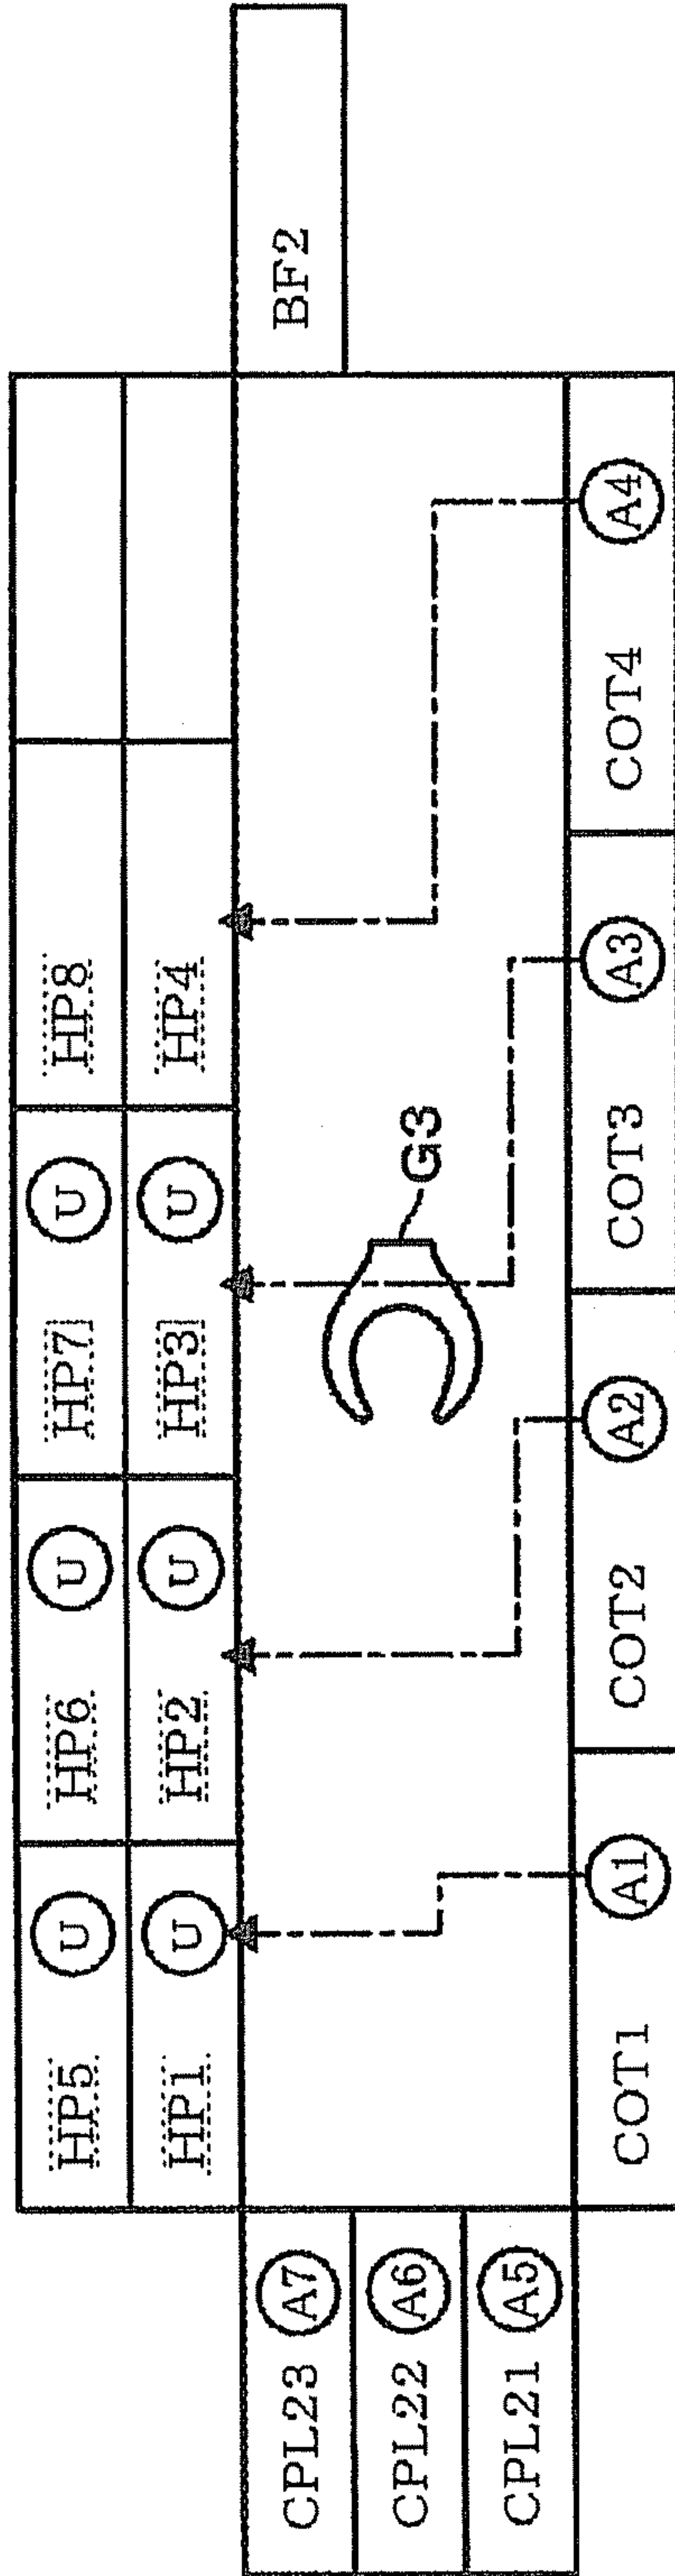 HP5 U HP6 U HP7 U HP8
HP1 U HP2 U HP3 U HP4
CPL23 A7 BF2
CPL22 A6 G3
CPL21 A5
COT1 A1 COT2 A2 COT3 A3 COT4 A4